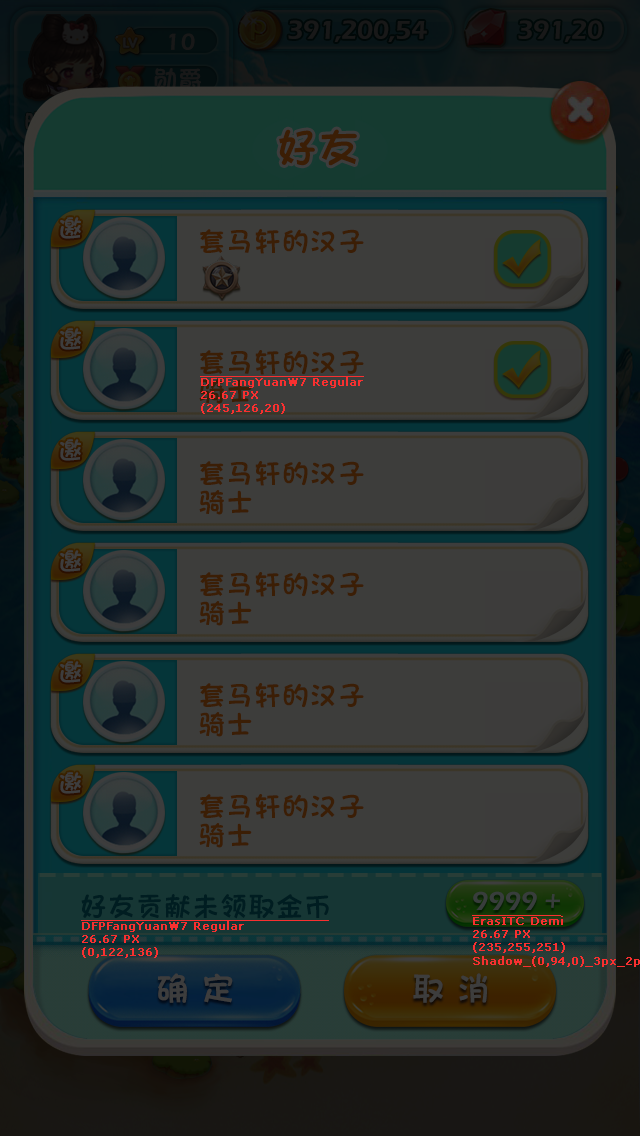 10
391,200,54
391,20
勋爵
好友
邀
套马轩的汉子
邀
套马轩的汉子
DFPFangYuanW7 Regular
26.67 PX
(245,126,20)
邀
套马轩的汉子
骑士
邀
套马轩的汉子
骑士
邀
套马轩的汉子
骑士
邀
套马轩的汉子
骑士
好友贡献未领取金币
9999 +
DFPFangYuanW7 Regular
26.67 PX
(0,122,136)
ErasITC Demi
26.67 PX
(235,255,251)
Shadow_(0,94,0)_3px_2p
确 定
取 消